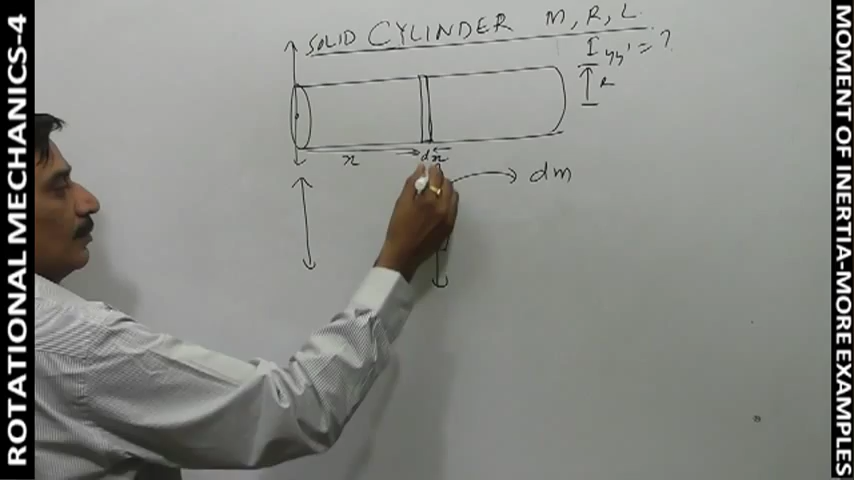 ROTATIONAL MECHANICS-4
SOLID CYLINDER M, R, L
I yy' = ?
R
x
dx
dm
MOMENT OF INERTIA-MORE EXAMPLES